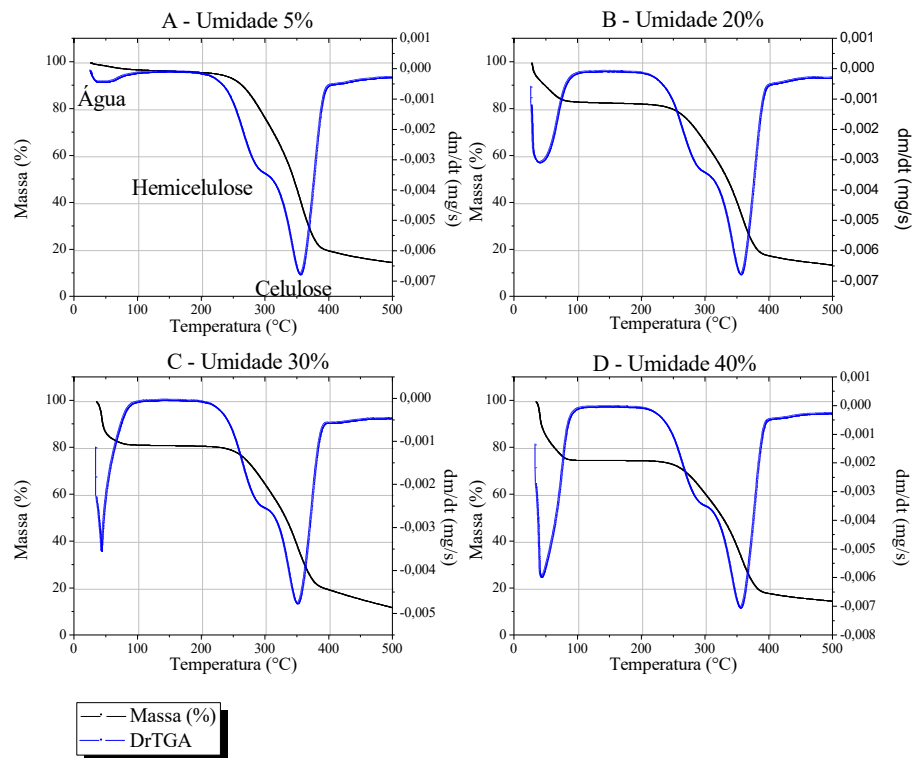 A - Umidade 5%
100
80
60
40
20
0
Massa (%)
0,001
0,000
-0,001
-0,002
-0,003
-0,004
-0,005
-0,006
-0,007
dm/dt (mg/s)
Água
Hemicelulose
Celulose
0 100 200 300 400 500
Temperatura (°C)
B - Umidade 20%
100
80
60
40
20
0
Massa (%)
0,001
0,000
-0,001
-0,002
-0,003
-0,004
-0,005
-0,006
-0,007
dm/dt (mg/s)
0 100 200 300 400 500
Temperatura (°C)
C - Umidade 30%
100
80
60
40
20
0
Massa (%)
0,000
-0,001
-0,002
-0,003
-0,004
-0,005
dm/dt (mg/s)
0 100 200 300 400 500
Temperatura (°C)
D - Umidade 40%
100
80
60
40
20
0
Massa (%)
0,001
0,000
-0,001
-0,002
-0,003
-0,004
-0,005
-0,006
-0,007
-0,008
dm/dt (mg/s)
0 100 200 300 400 500
Temperatura (°C)
Massa (%)
DrTGA